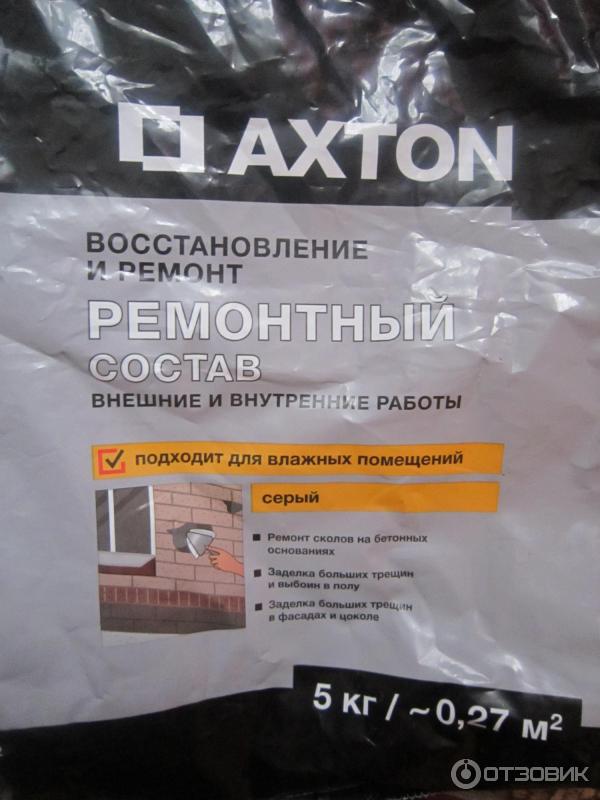 AXTON
ВОССТАНОВЛЕНИЕ
И РЕМОНТ
РЕМОНТНЫЙ
СОСТАВ
ВНЕШНИЕ И ВНУТРЕННИЕ РАБОТЫ
подходит для влажных помещений
серый
Ремонт сколов на бетонных
основаниях
Заделка больших трещин
и выбоин в полу
Заделка больших трещин
в фасадах и цоколе
5 кг / ~0,27 м²
ОТЗОВИК